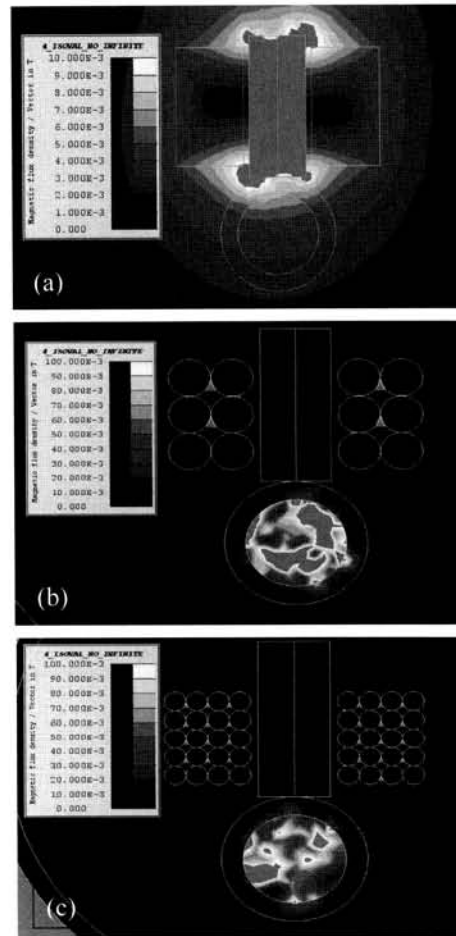 4_ISOVAL_NO_INFINITE
Magnetic flux density / Vector in T
10.000E-3
9.000E-3
8.000E-3
7.000E-3
6.000E-3
5.000E-3
4.000E-3
3.000E-3
2.000E-3
1.000E-3
0.000
(a)
4_ISOVAL_NO_INFINITE
Magnetic flux density / Vector in T
100.000E-3
90.000E-3
80.000E-3
70.000E-3
60.000E-3
50.000E-3
40.000E-3
30.000E-3
20.000E-3
10.000E-3
0.000
(b)
4_ISOVAL_NO_INFINITE
Magnetic flux density / Vector in T
100.000E-3
90.000E-3
80.000E-3
70.000E-3
60.000E-3
50.000E-3
40.000E-3
30.000E-3
20.000E-3
10.000E-3
0.000
(c)